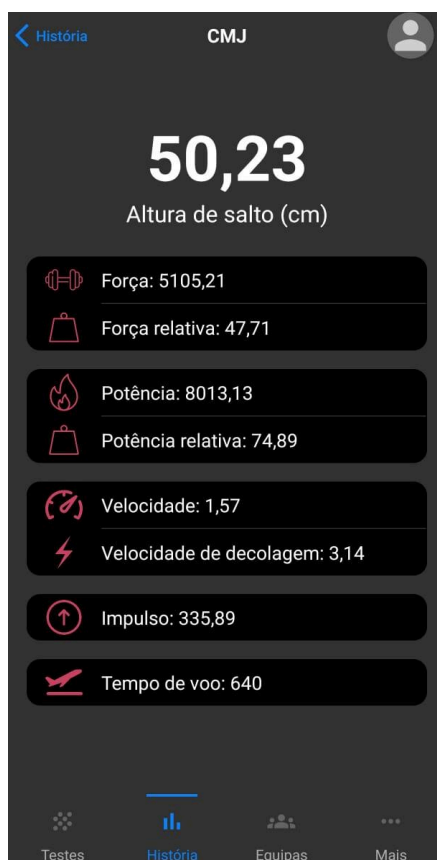 História
CMJ
50,23
Altura de salto (cm)
Força: 5105,21
Força relativa: 47,71
Potência: 8013,13
Potência relativa: 74,89
Velocidade: 1,57
Velocidade de decolagem: 3,14
Impulso: 335,89
Tempo de voo: 640
Testes
História
Equipas
Mais